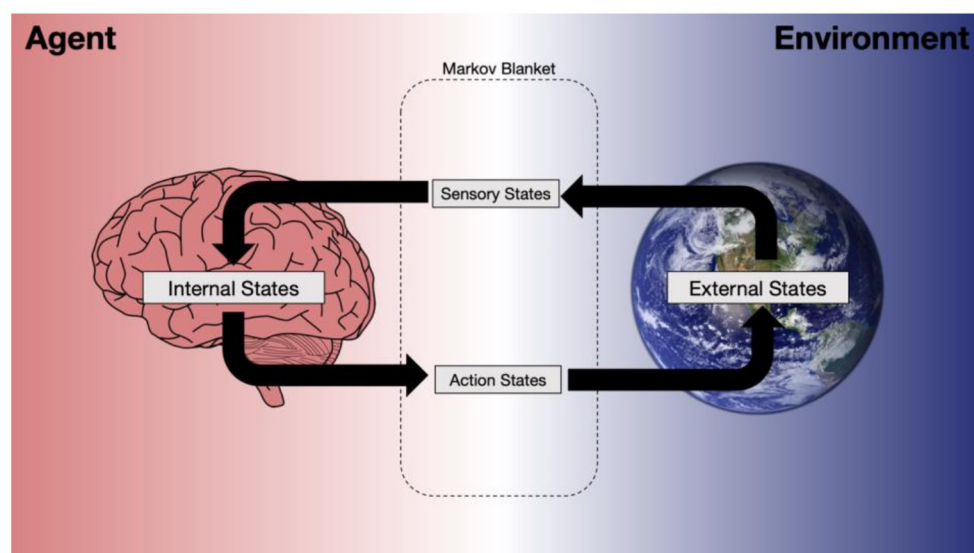 Agent
Environment
Markov Blanket
Sensory States
Internal States
External States
Action States